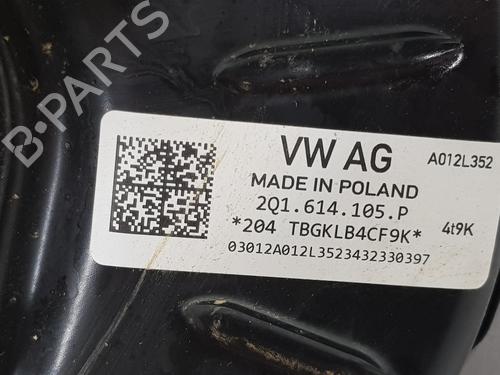 B·PARTS
VW AG
A012L352
MADE IN POLAND
2Q1.614.105.P
*204 TBGKLB4CF9K*
4t9K
03012A012L3523432330397